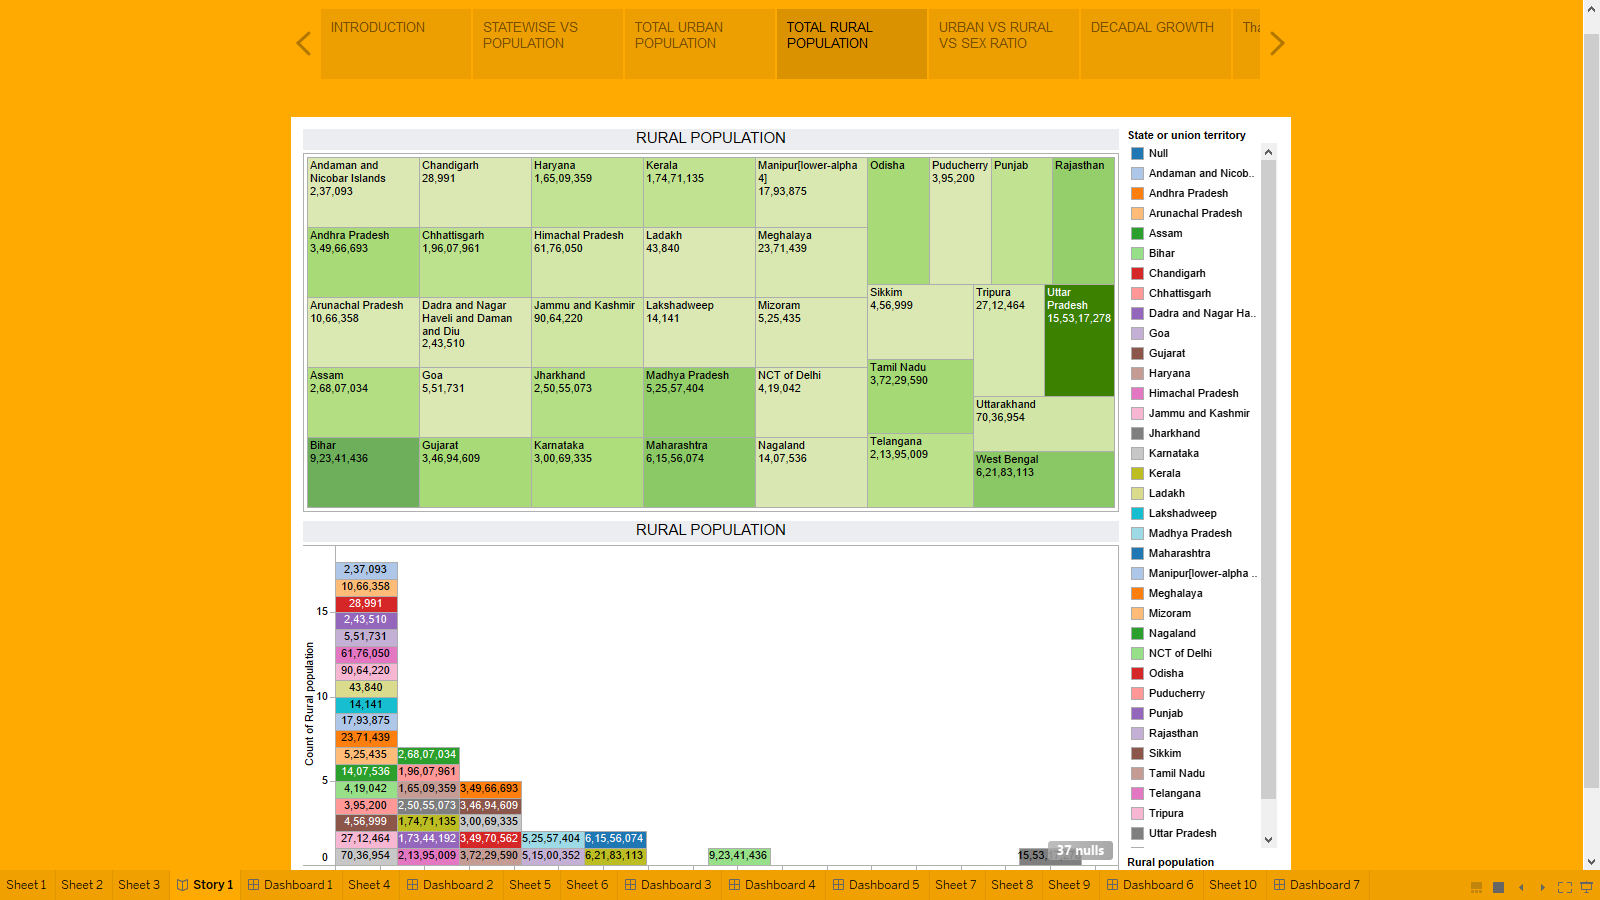 INTRODUCTION
STATEWISE VS
POPULATION
TOTAL URBAN
POPULATION
TOTAL RURAL
POPULATION
URBAN VS RURAL
VS SEX RATIO
DECADAL GROWTH
RURAL POPULATION
Andaman and
Nicobar Islands
2,37,093
Chandigarh
28,991
Haryana
1,65,09,359
Kerala
1,74,71,135
Manipur[lower-alpha
4]
17,93,875
Odisha
Puducherry
3,95,200
Punjab
Rajasthan
Andhra Pradesh
3,49,66,693
Chhattisgarh
1,96,07,961
Himachal Pradesh
61,76,050
Ladakh
43,840
Meghalaya
23,71,439
Arunachal Pradesh
10,66,358
Dadra and Nagar
Haveli and Daman
and Diu
2,43,510
Jammu and Kashmir
90,64,220
Lakshadweep
14,141
Mizoram
5,25,435
Sikkim
4,56,999
Tripura
27,12,464
Uttar
Pradesh
15,53,17,278
Assam
2,68,07,034
Goa
5,51,731
Jharkhand
2,50,55,073
Madhya Pradesh
5,25,57,404
NCT of Delhi
4,19,042
Tamil Nadu
3,72,29,590
Uttarakhand
70,36,954
Bihar
9,23,41,436
Gujarat
3,46,94,609
Karnataka
3,00,69,335
Maharashtra
6,15,56,074
Nagaland
14,07,536
Telangana
2,13,95,009
West Bengal
6,21,83,113
RURAL POPULATION
Count of Rural population
15
10
5
0
2,37,093
10,66,358
28,991
2,43,510
5,51,731
61,76,050
90,64,220
43,840
14,141
17,93,875
23,71,439
5,25,435
14,07,536
4,19,042
3,95,200
4,56,999
27,12,464
70,36,954
2,68,07,034
1,96,07,961
1,65,09,359
2,50,55,073
1,74,71,135
1,73,44,192
2,13,95,009
3,49,66,693
3,46,94,609
3,00,69,335
3,49,70,562
3,72,29,590
5,25,57,404
5,15,00,352
6,15,56,074
6,21,83,113
9,23,41,436
15,53,
37 nulls
State or union territory
Null
Andaman and Nicob..
Andhra Pradesh
Arunachal Pradesh
Assam
Bihar
Chandigarh
Chhattisgarh
Dadra and Nagar Ha..
Goa
Gujarat
Haryana
Himachal Pradesh
Jammu and Kashmir
Jharkhand
Karnataka
Kerala
Ladakh
Lakshadweep
Madhya Pradesh
Maharashtra
Manipur[lower-alpha ..
Meghalaya
Mizoram
Nagaland
NCT of Delhi
Odisha
Puducherry
Punjab
Rajasthan
Sikkim
Tamil Nadu
Telangana
Tripura
Uttar Pradesh
Rural population
Sheet 1
Sheet 2
Sheet 3
Story 1
Dashboard 1
Sheet 4
Dashboard 2
Sheet 5
Sheet 6
Dashboard 3
Dashboard 4
Dashboard 5
Sheet 7
Sheet 8
Sheet 9
Dashboard 6
Sheet 10
Dashboard 7